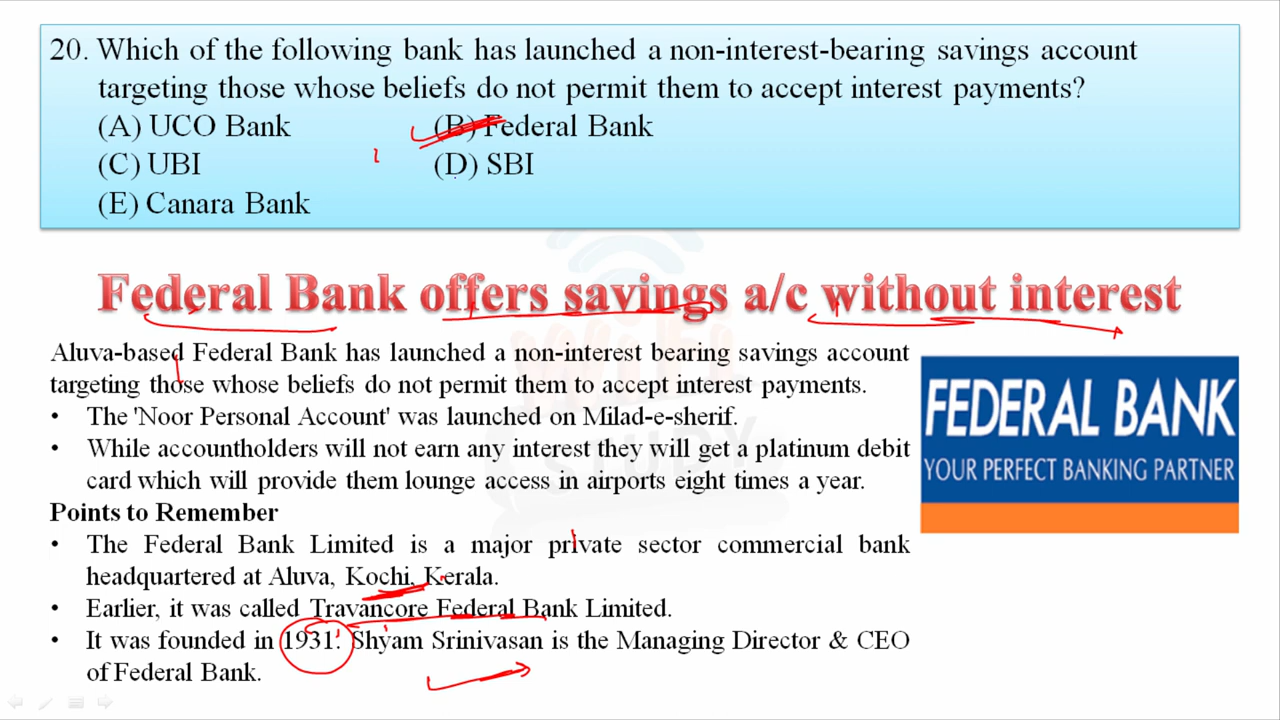 20. Which of the following bank has launched a non-interest-bearing savings account
targeting those whose beliefs do not permit them to accept interest payments?
(A) UCO Bank (B) Federal Bank
(C) UBI (D) SBI
(E) Canara Bank
Federal Bank offers savings a/c without interest
Aluva-based Federal Bank has launched a non-interest bearing savings account
targeting those whose beliefs do not permit them to accept interest payments.
• The 'Noor Personal Account' was launched on Milad-e-sherif.
• While accountholders will not earn any interest they will get a platinum debit
card which will provide them lounge access in airports eight times a year.
Points to Remember
• The Federal Bank Limited is a major private sector commercial bank
headquartered at Aluva, Kochi, Kerala.
• Earlier, it was called Travancore Federal Bank Limited.
• It was founded in 1931. Shyam Srinivasan is the Managing Director & CEO
of Federal Bank.
FEDERAL BANK
YOUR PERFECT BANKING PARTNER
WiFi
STUDY